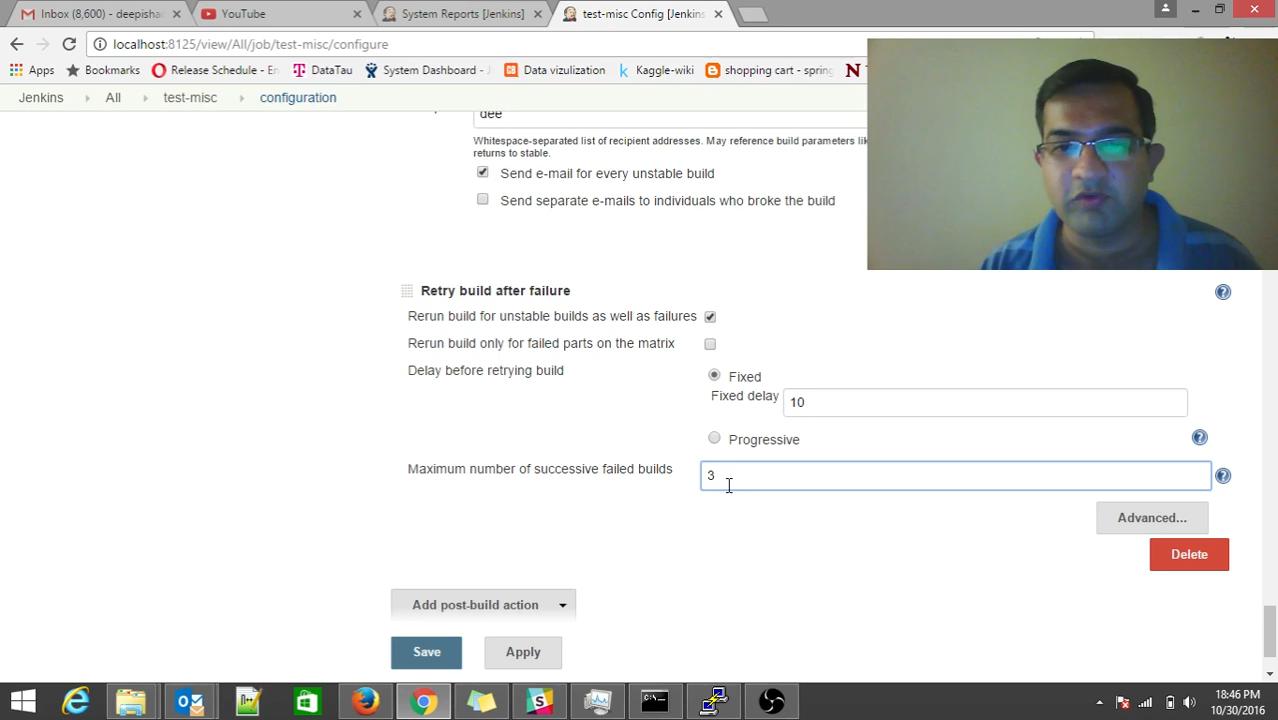 Inbox (8,600) - deepisha
YouTube
System Reports [Jenkins]
test-misc Config [Jenkins
localhost:8125/view/All/job/test-misc/configure
Apps
Bookmarks
Release Schedule - En
DataTau
System Dashboard -
Data vizulization
Kaggle-wiki
shopping cart - spring
Jenkins
All
test-misc
configuration
dee
Whitespace-separated list of recipient addresses. May reference build parameters lik
returns to stable.
Send e-mail for every unstable build
Send separate e-mails to individuals who broke the build
Retry build after failure
Rerun build for unstable builds as well as failures
Rerun build only for failed parts on the matrix
Delay before retrying build
Fixed
Fixed delay
10
Progressive
Maximum number of successive failed builds
3
Advanced...
Delete
Add post-build action
Save
Apply
18:46 PM
10/30/2016